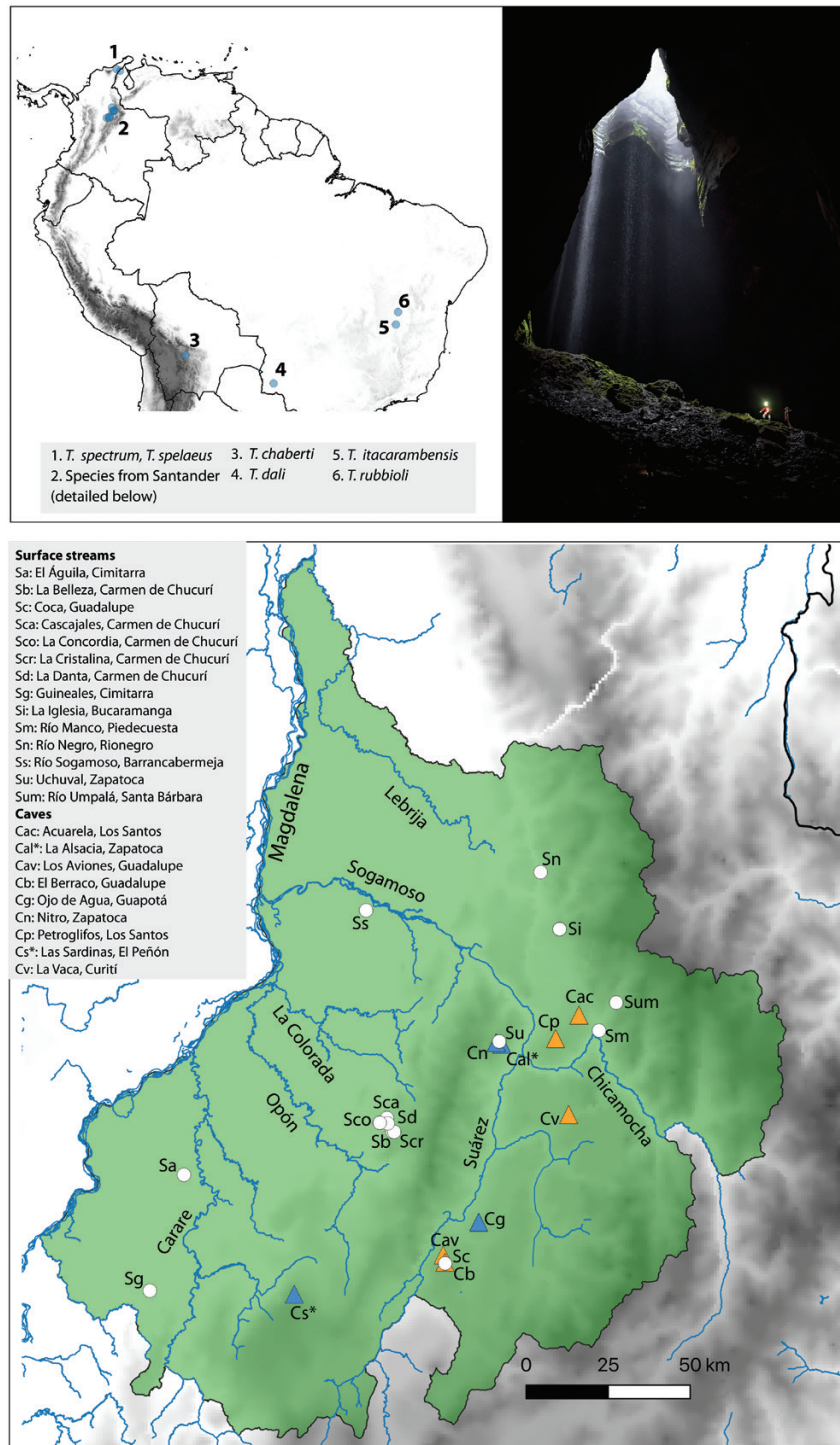 1
2
3
4
5
6
1. T. spectrum, T. spelaeus 3. T. chaberti 5. T. itacarambensis
2. Species from Santander 4. T. dali 6. T. rubbioli
(detailed below)
Surface streams
Sa: El Águila, Cimitarra
Sb: La Belleza, Carmen de Chucurí
Sc: Coca, Guadalupe
Sca: Cascajales, Carmen de Chucurí
Sco: La Concordia, Carmen de Chucurí
Scr: La Cristalina, Carmen de Chucurí
Sd: La Danta, Carmen de Chucurí
Sg: Guineales, Cimitarra
Si: La Iglesia, Bucaramanga
Sm: Río Manco, Piedecuesta
Sn: Río Negro, Rionegro
Ss: Río Sogamoso, Barrancabermeja
Su: Uchuval, Zapatoca
Sum: Río Umpalá, Santa Bárbara
Caves
Cac: Acuarela, Los Santos
Cal*: La Alsacia, Zapatoca
Cav: Los Aviones, Guadalupe
Cb: El Berraco, Guadalupe
Cg: Ojo de Agua, Guapotá
Cn: Nitro, Zapatoca
Cp: Petroglifos, Los Santos
Cs*: Las Sardinas, El Peñón
Cv: La Vaca, Curití
Magdalena
Lebrija
Sogamoso
Sn
Ss
Si
Cac
Sum
La Colorada
Su
Cp
Sm
Cn
Cal*
Chicamocha
Opón
Sca
Sco
Sd
Cv
Sb
Scr
Suárez
Sa
Carare
Cg
Cav
Sc
Cb
Sg
Cs*
0 25 50 km